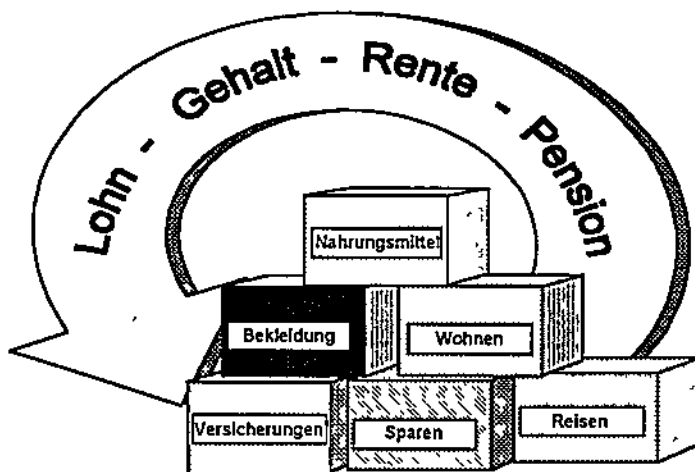 Lohn - Gehalt - Rente - Pension
Nahrungsmittel
Bekleidung
Wohnen
Versicherungen
Sparen
Reisen